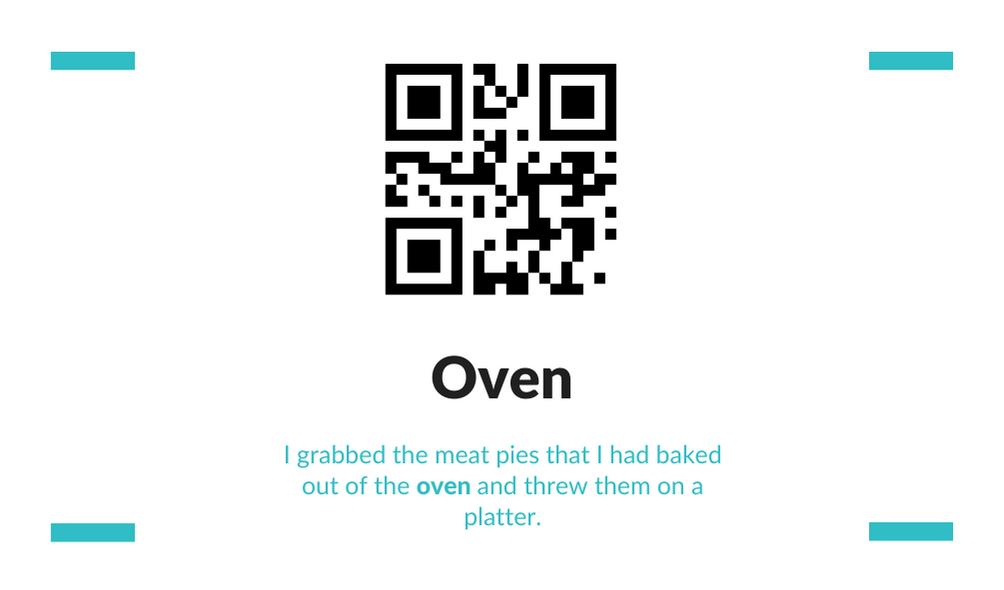 Oven
I grabbed the meat pies that I had baked
out of the oven and threw them on a
platter.